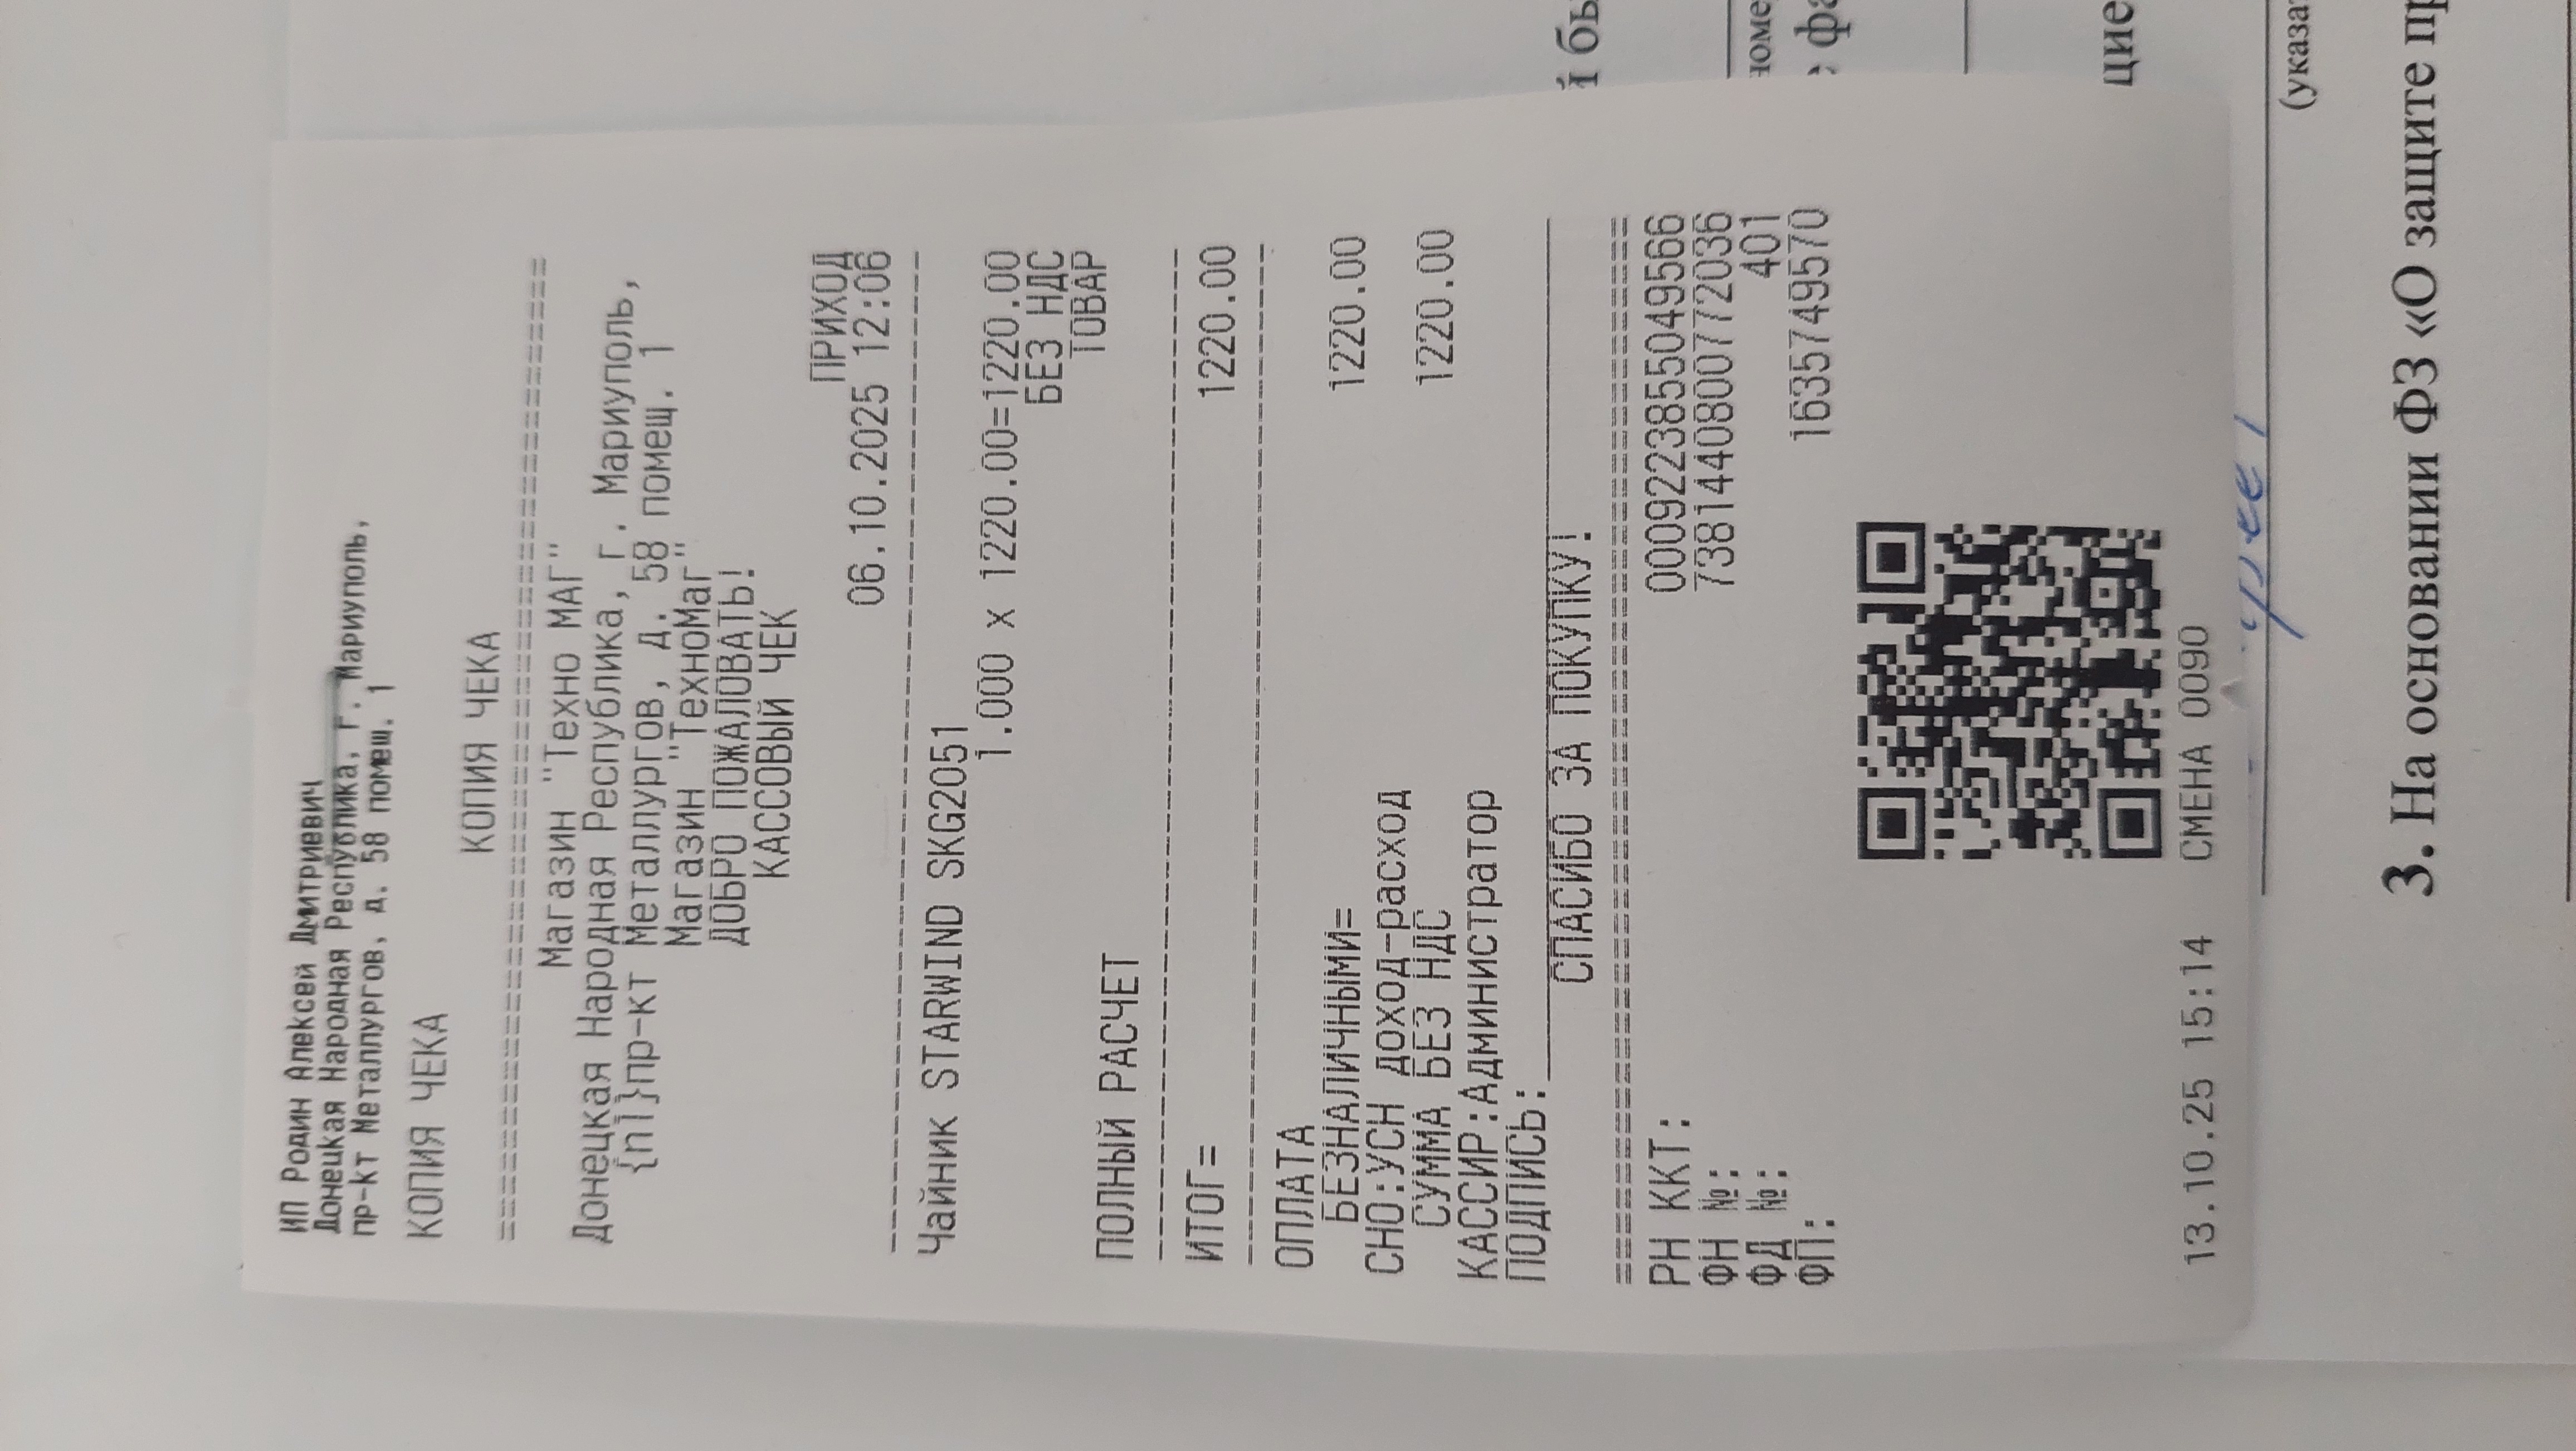 ИП Родин Алексей Дмитриевич
Донецкая Народная Республика, г. Мариуполь,
пр-кт Металлургов, д. 58 помещ. 1
КОПИЯ ЧЕКА
КОПИЯ ЧЕКА
================================
Магазин "Техно МАГ"
Донецкая Народная Республика, г. Мариуполь,
{n1}пр-кт Металлургов, д. 58 помещ. 1
Магазин "ТехноМаг"
ДОБРО ПОЖАЛОВАТЬ!
КАССОВЫЙ ЧЕК
ПРИХОД
06.10.2025 12:06
Чайник STARWIND SKG2051
1.000 x 1220.00=1220.00
БЕЗ НДС
ТОВАР
ПОЛНЫЙ РАСЧЕТ
ИТОГ= 1220.00
ОПЛАТА
БЕЗНАЛИЧНЫМИ= 1220.00
СНО:УСН ДОХОД-расход
СУММА БЕЗ НДС 1220.00
КАССИР:Администратор
ПОДПИСЬ:
СПАСИБО ЗА ПОКУПКУ!
================================
РН ККТ: 0009223855049566
ФН №: 7381440800772036
ФД №: 401
ФП: 1635749570
13.10.25 15:14 СМЕНА 0090
й бы
номе
фа
щие
(указат
3. На основании ФЗ «О защите пр